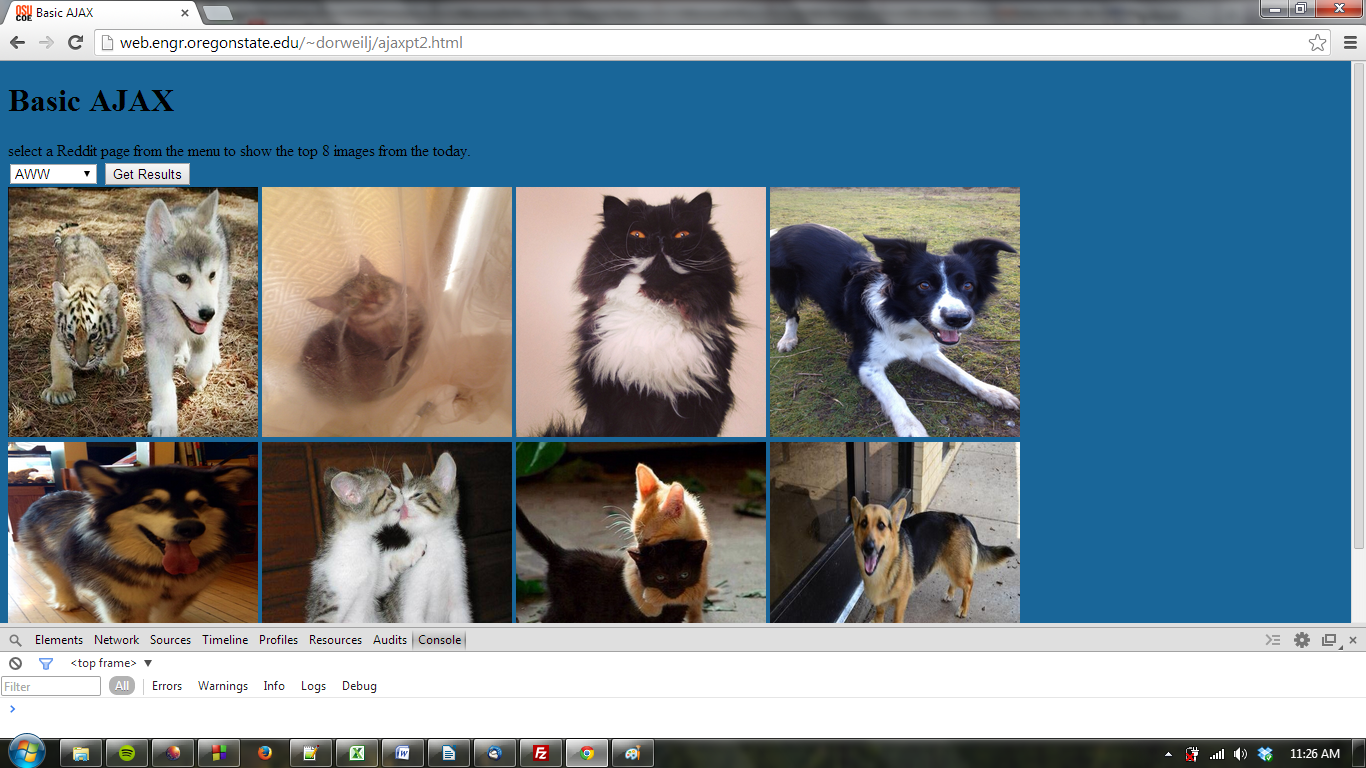 OSU
COE
Basic AJAX
web.engr.oregonstate.edu/~dorweilj/ajaxpt2.html
Basic AJAX
select a Reddit page from the menu to show the top 8 images from the today.
AWW Get Results
Elements Network Sources Timeline Profiles Resources Audits Console
<top frame>
Filter All Errors Warnings Info Logs Debug
11:26 AM